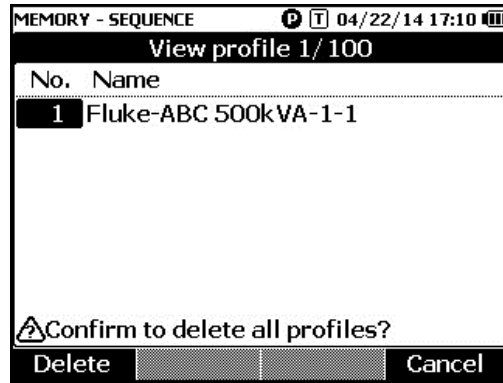 MEMORY - SEQUENCE P T 04/22/14 17:10
View profile 1/100
No. Name
1 Fluke-ABC 500kVA-1-1
?Confirm to delete all profiles?
Delete Cancel